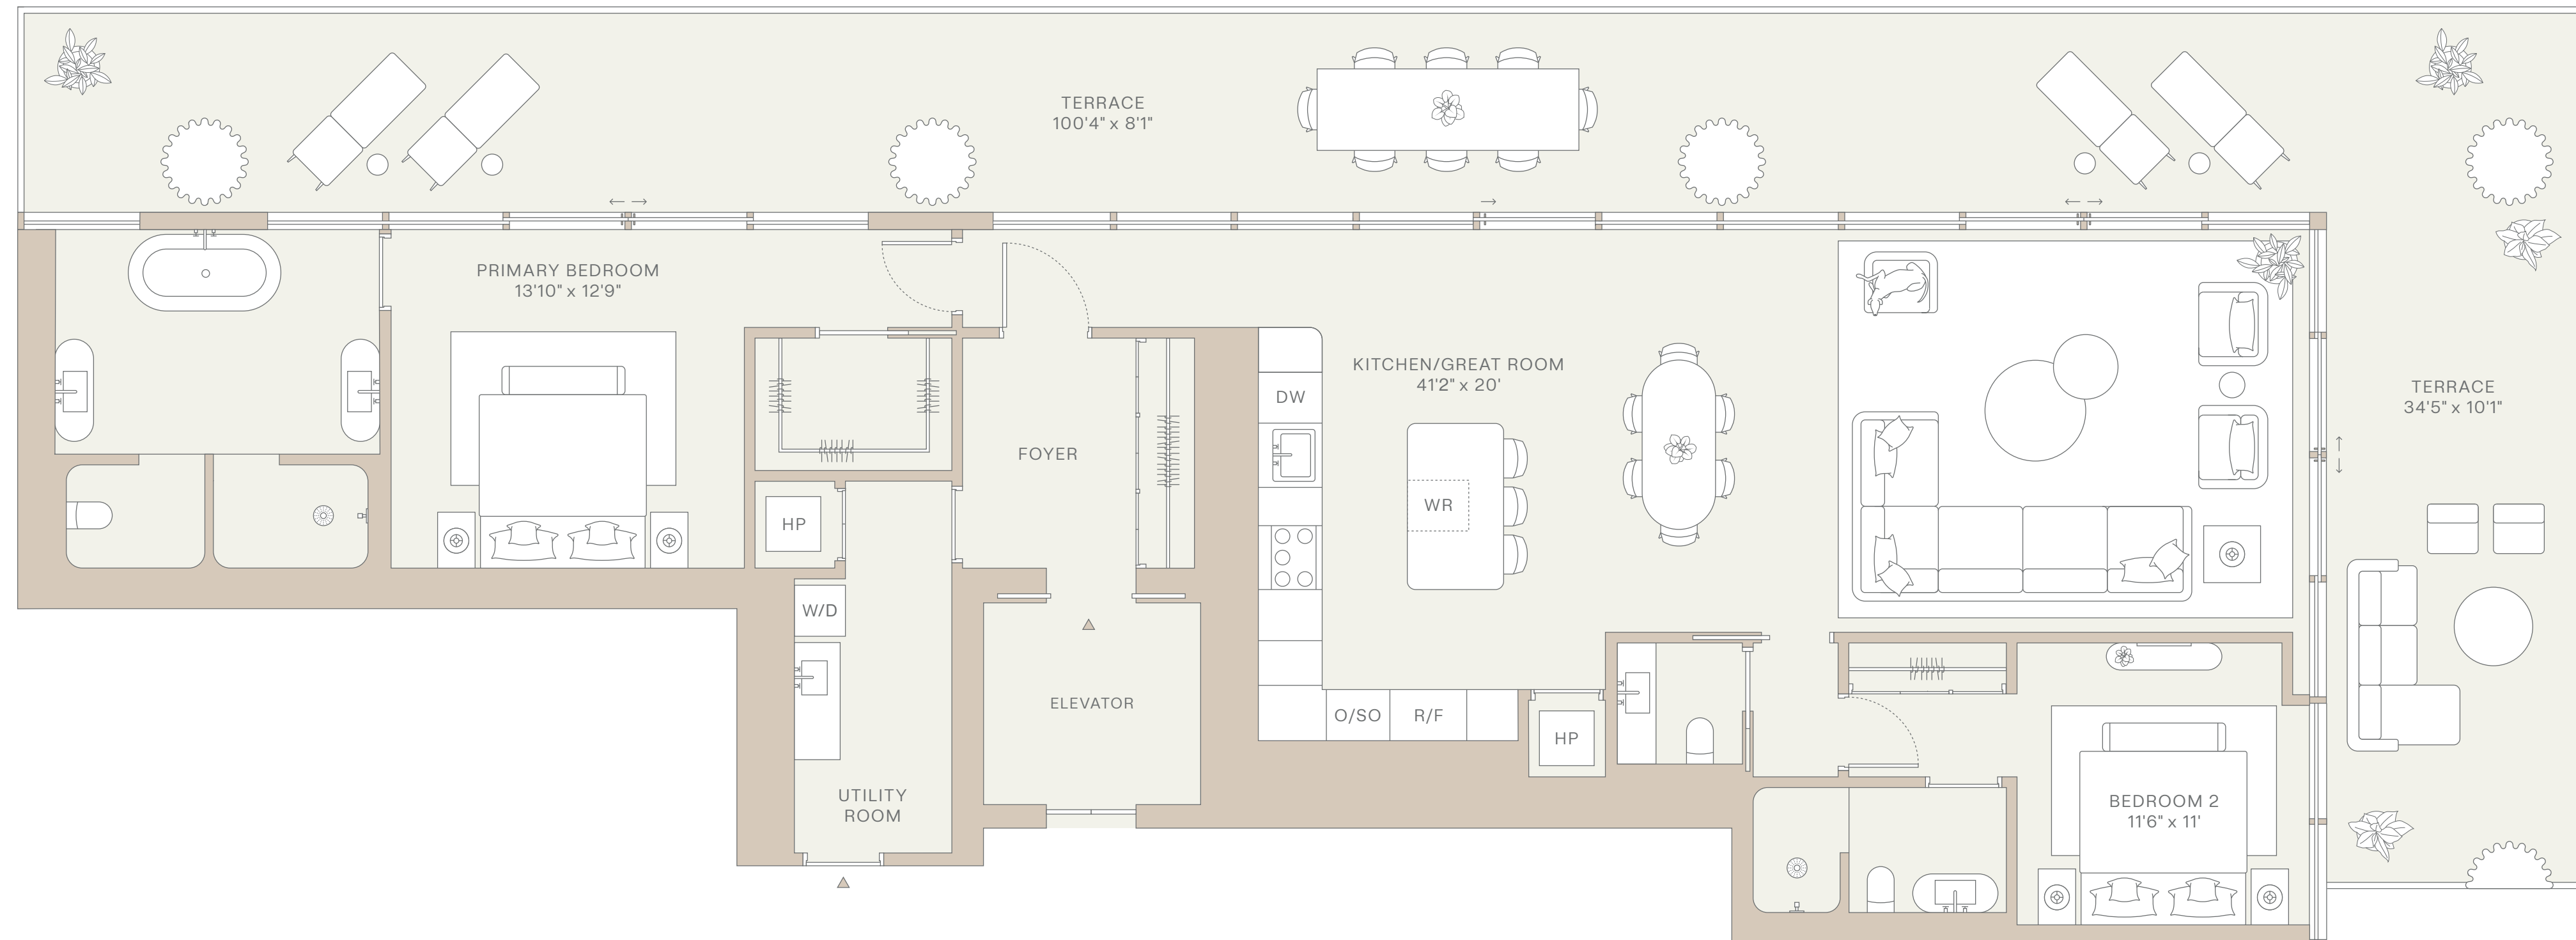 TERRACE
100'4" x 8'1"
PRIMARY BEDROOM
13'10" x 12'9"
KITCHEN/GREAT ROOM
41'2" x 20'
DW
TERRACE
34'5" x 10'1"
FOYER
WR
HP
W/D
ELEVATOR
O/SO
R/F
HP
UTILITY
ROOM
BEDROOM 2
11'6" x 11'